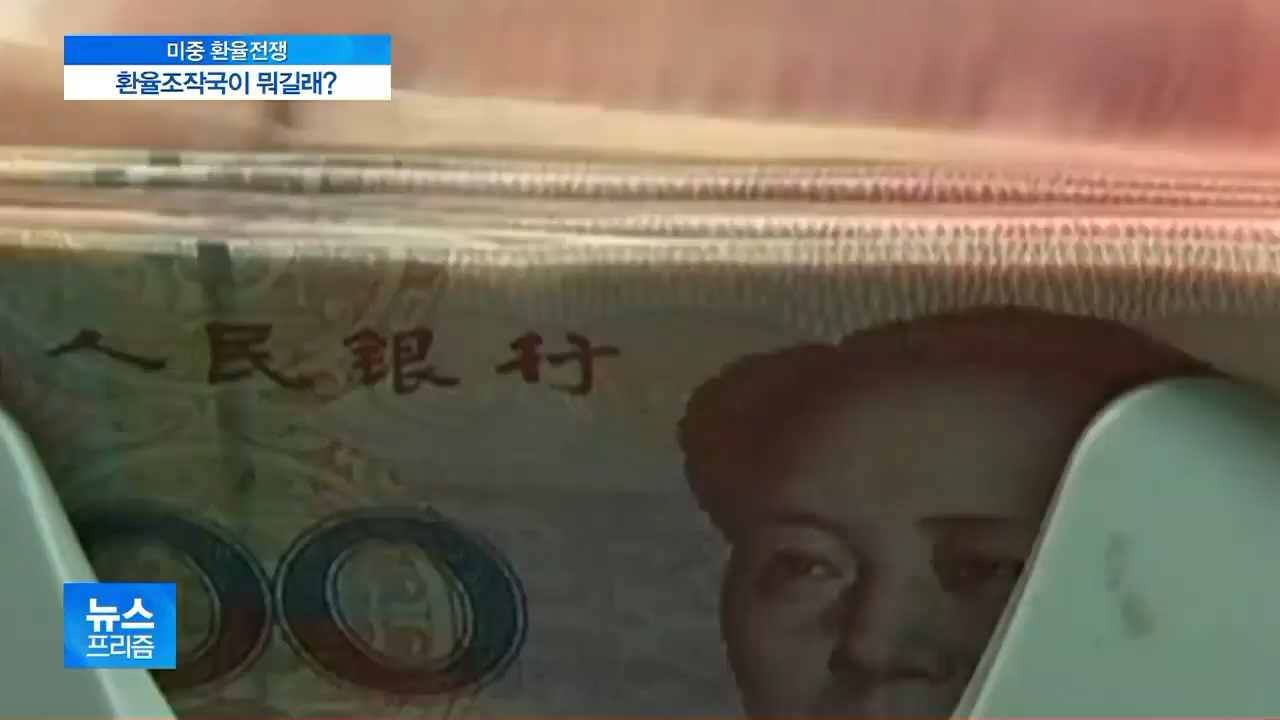 미중 환율전쟁
환율조작국이 뭐길래?
人民銀行
00
뉴스
프리즘